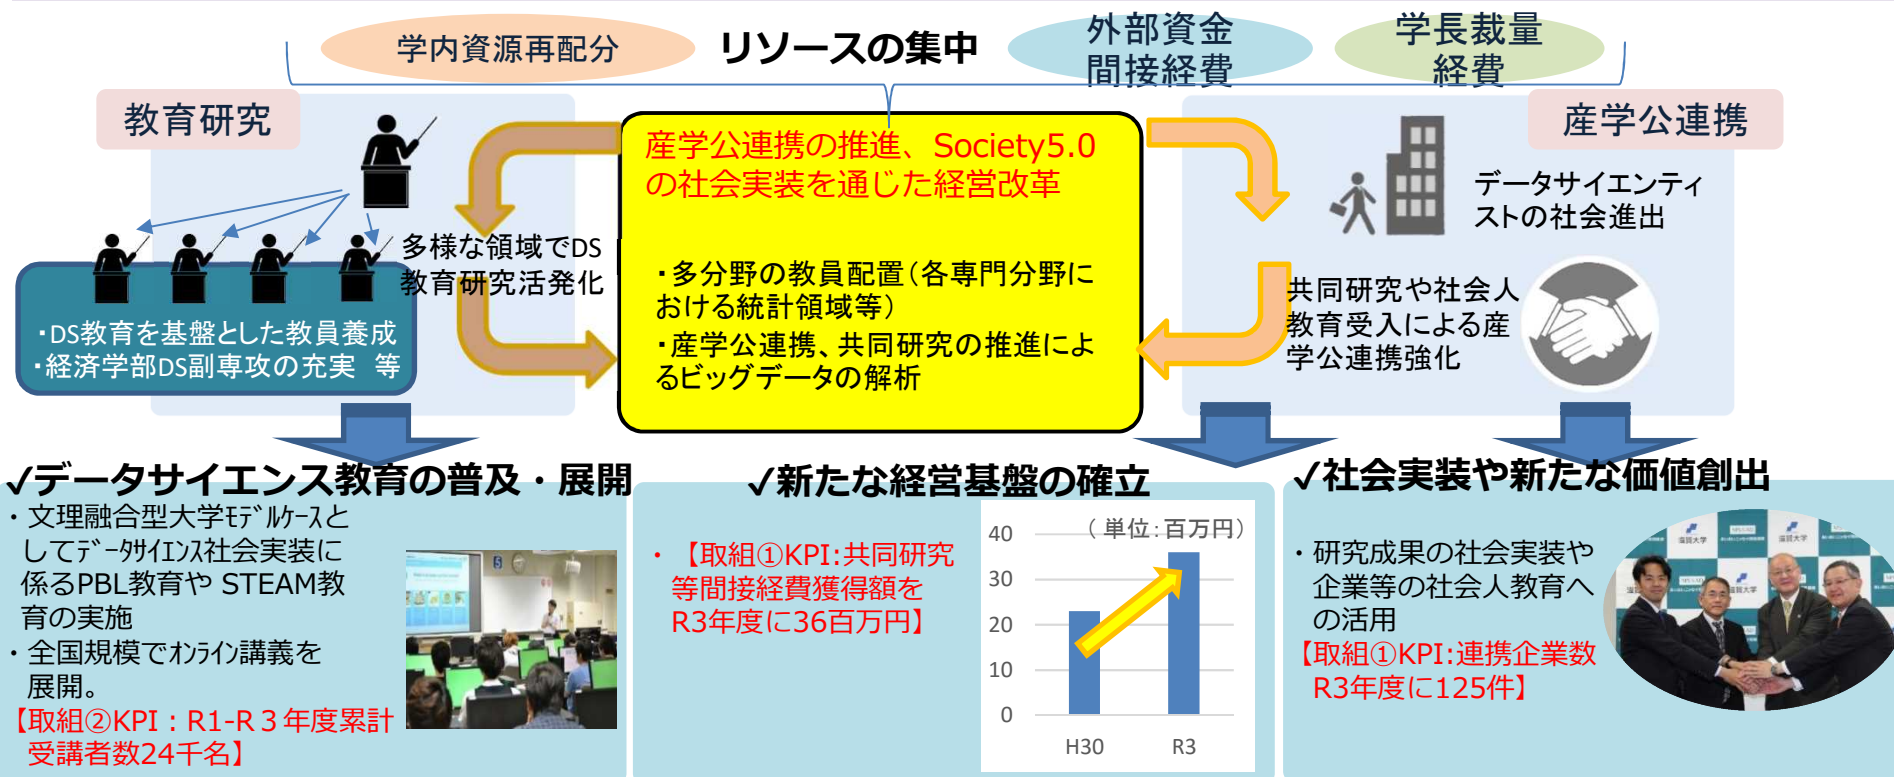 学内資源再配分
リソースの集中
外部資金
間接経費
学長裁量
経費
教育研究
多様な領域でDS
教育研究活発化
・DS教育を基盤とした教員養成
・経済学部DS副専攻の充実 等
産学公連携の推進、Society5.0
の社会実装を通じた経営改革
・多分野の教員配置（各専門分野に
おける統計領域等）
・産学公連携、共同研究の推進によ
るビッグデータの解析
産学公連携
データサイエンティ
ストの社会進出
共同研究や社会人
教育受入による産
学公連携強化
✓データサイエンス教育の普及・展開
・文理融合型大学ﾓﾃﾞﾙｹｰｽと
してﾃﾞｰﾀｻｲｴﾝｽ社会実装に
係るPBL教育や STEAM教
育の実施
・全国規模でｵﾝﾗｲﾝ講義を
展開。
【取組②KPI：R1-R３年度累計
受講者数24千名】
✓新たな経営基盤の確立
・【取組①KPI:共同研究
等間接経費獲得額を
R3年度に36百万円】
（単位：百万円）
40
30
20
10
0
H30
R3
✓社会実装や新たな価値創出
・研究成果の社会実装や
企業等の社会人教育へ
の活用
【取組①KPI:連携企業数
R3年度に125件】
滋賀大学
滋賀大学